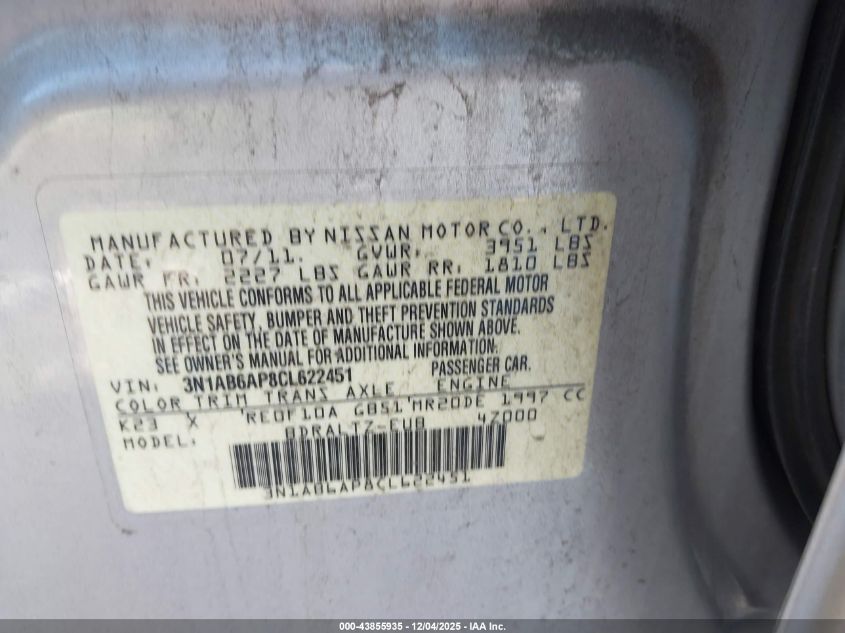 MANUFACTURED BY NISSAN MOTOR CO., LTD.
DATE: 07/11. GVWR: 3951 LBS
GAWR FR: 2227 LBS GAWR RR: 1810 LBS
THIS VEHICLE CONFORMS TO ALL APPLICABLE FEDERAL MOTOR
VEHICLE SAFETY, BUMPER AND THEFT PREVENTION STANDARDS
IN EFFECT ON THE DATE OF MANUFACTURE SHOWN ABOVE.
SEE OWNER'S MANUAL FOR ADDITIONAL INFORMATION.
VIN: 3N1AB6AP8CL622451 PASSENGER CAR.
COLOR TRIM TRANS AXLE ENGINE
K23 X RE0F10A GB51 MR20DE 1997 CC
MODEL: BDRALTZ-EUB 4Z000
3N1AB6AP8CL622451
000-43855935 - 12/04/2025 - IAA Inc.